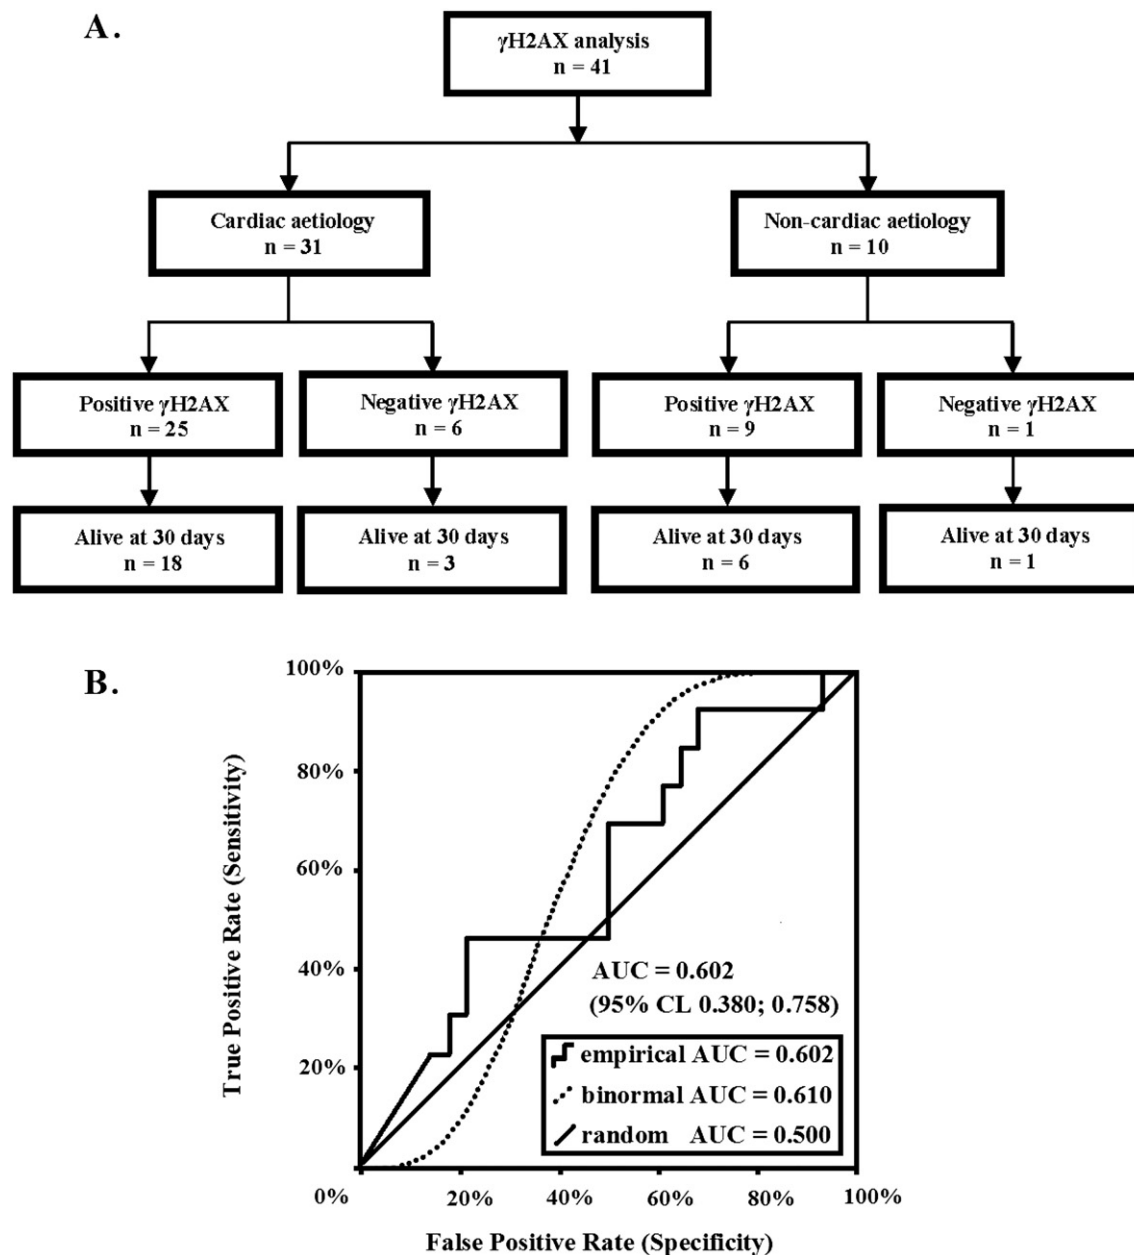 A.
γH2AX analysis
n = 41
Cardiac aetiology
n = 31
Non-cardiac aetiology
n = 10
Positive γH2AX
n = 25
Negative γH2AX
n = 6
Positive γH2AX
n = 9
Negative γH2AX
n = 1
Alive at 30 days
n = 18
Alive at 30 days
n = 3
Alive at 30 days
n = 6
Alive at 30 days
n = 1
B.
100%
80%
60%
40%
20%
True Positive Rate (Sensitivity)
AUC = 0.602
(95% CL 0.380; 0.758)
empirical AUC = 0.602
binormal AUC = 0.610
random AUC = 0.500
0% 20% 40% 60% 80% 100%
False Positive Rate (Specificity)